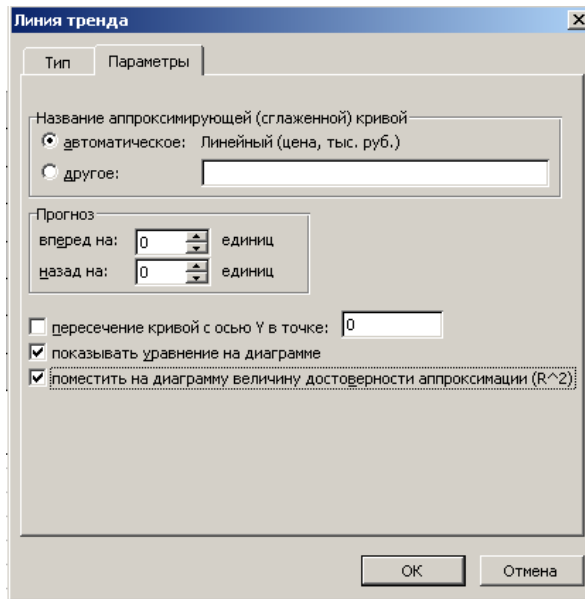 Линия тренда
Тип Параметры
Название аппроксимирующей (сглаженной) кривой
автоматическое: Линейный (цена, тыс. руб.)
другое:
Прогноз
вперед на: 0 единиц
назад на: 0 единиц
пересечение кривой с осью Y в точке: 0
показывать уравнение на диаграмме
поместить на диаграмму величину достоверности аппроксимации (R^2)
ОК Отмена